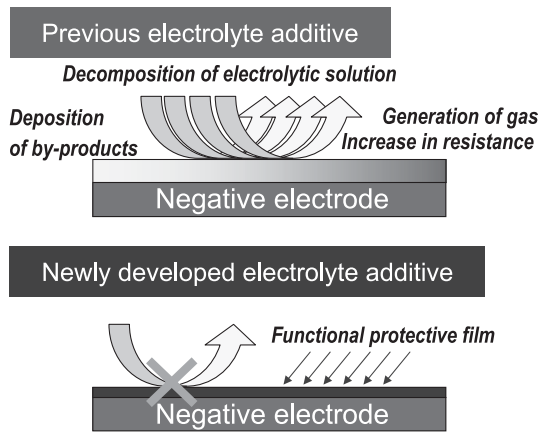 Previous electrolyte additive
Decomposition of electrolytic solution
Deposition
of by-products
Generation of gas
Increase in resistance
Negative electrode
Newly developed electrolyte additive
Functional protective film
Negative electrode